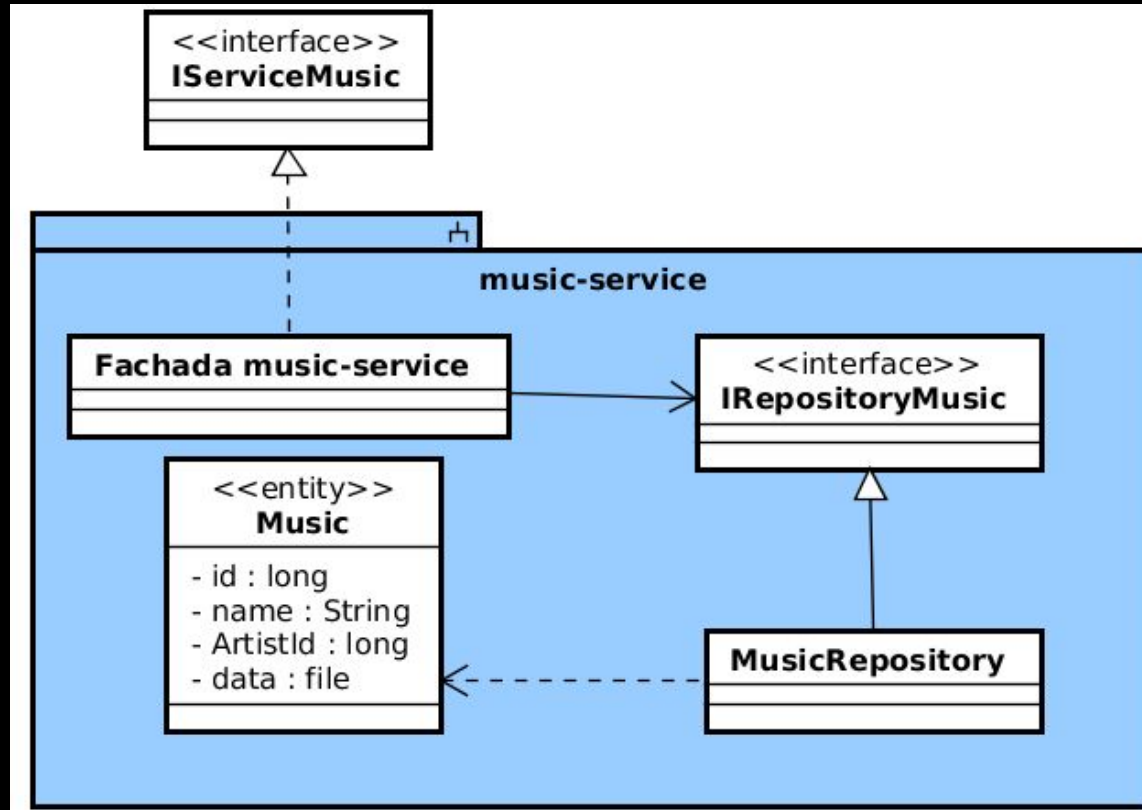 <<interface>>
IServiceMusic
music-service
Fachada music-service
<<interface>>
IRepositoryMusic
<<entity>>
Music
- id : long
- name : String
- ArtistId : long
- data : file
MusicRepository